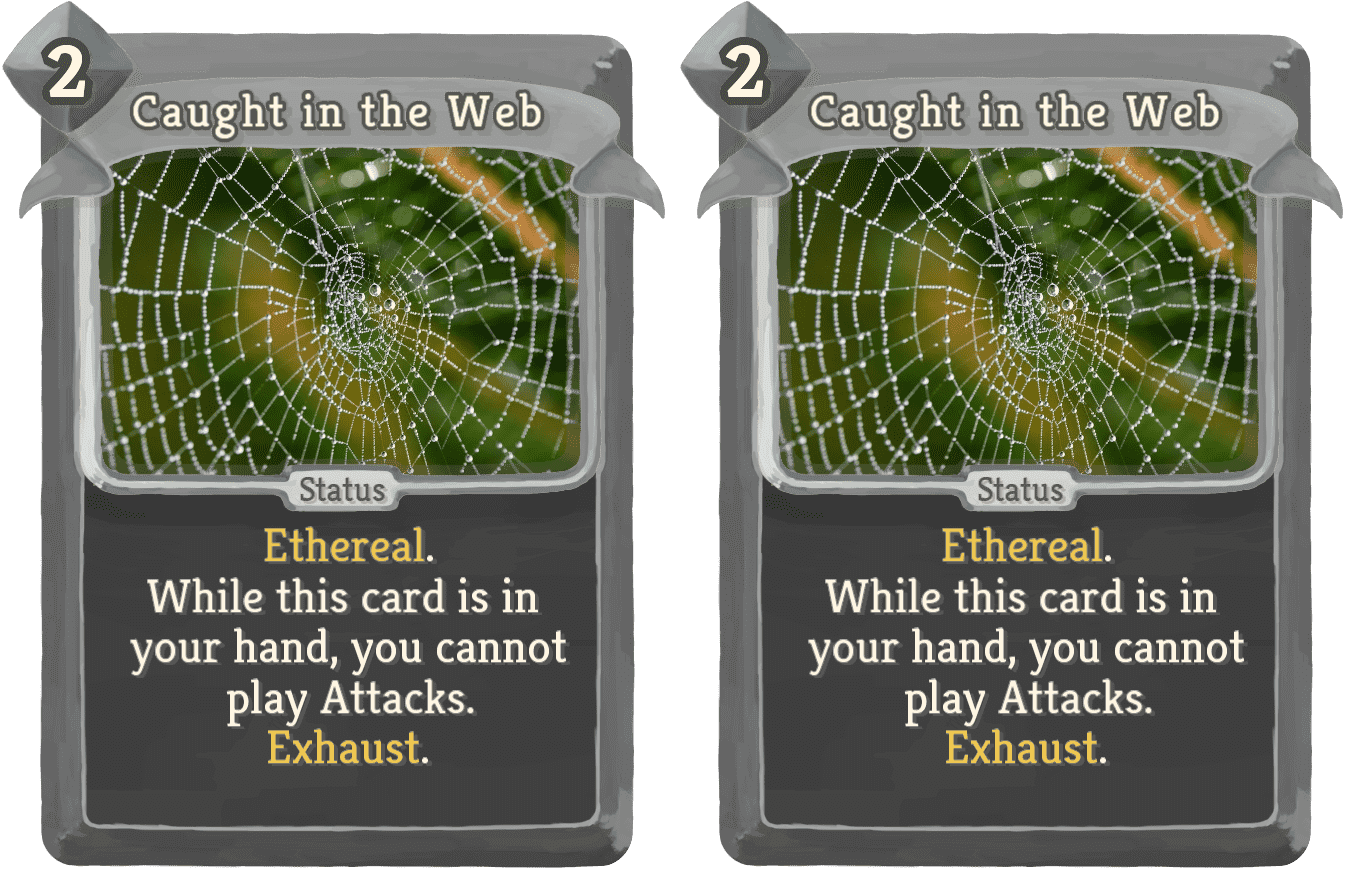 2
Caught in the Web
Status
Ethereal.
While this card is in
your hand, you cannot
play Attacks.
Exhaust.
2
Caught in the Web
Status
Ethereal.
While this card is in
your hand, you cannot
play Attacks.
Exhaust.